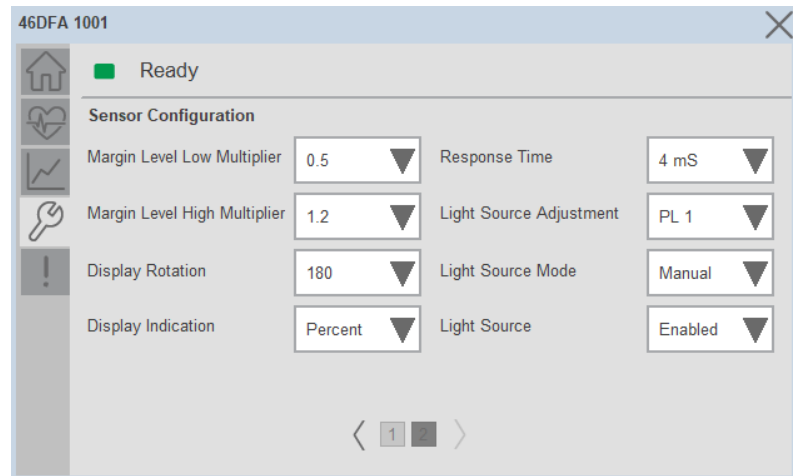 46DFA 1001
Ready
Sensor Configuration
Margin Level Low Multiplier 0.5 Response Time 4 mS
Margin Level High Multiplier 1.2 Light Source Adjustment PL 1
Display Rotation 180 Light Source Mode Manual
Display Indication Percent Light Source Enabled
1 2